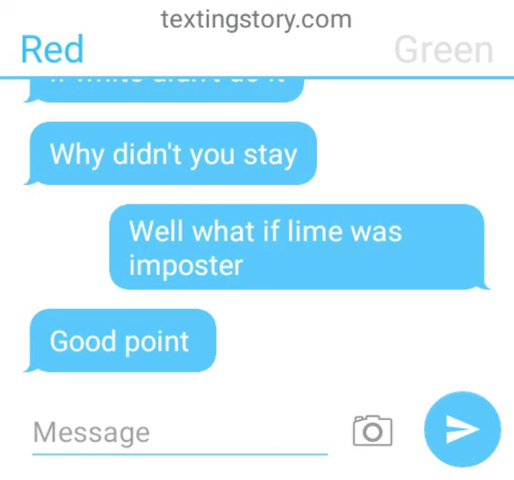 textingstory.com
Red
Green
Why didn't you stay
Well what if lime was
imposter
Good point
Message